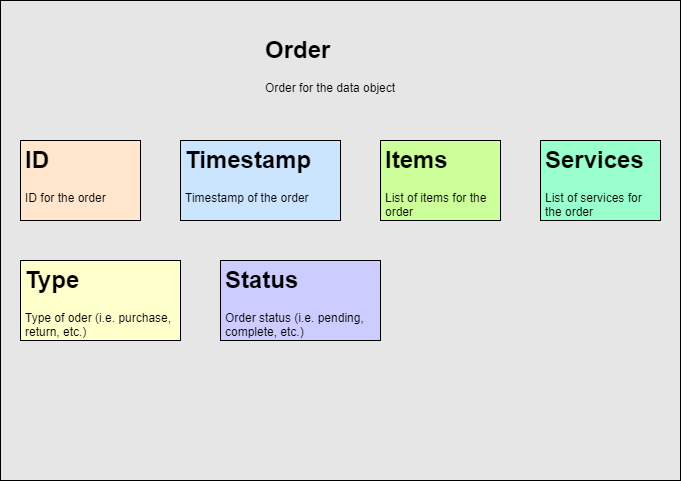 Order
Order for the data object
ID
ID for the order
Timestamp
Timestamp of the order
Items
List of items for the
order
Services
List of services for
the order
Type
Type of oder (i.e. purchase,
return, etc.)
Status
Order status (i.e. pending,
complete, etc.)